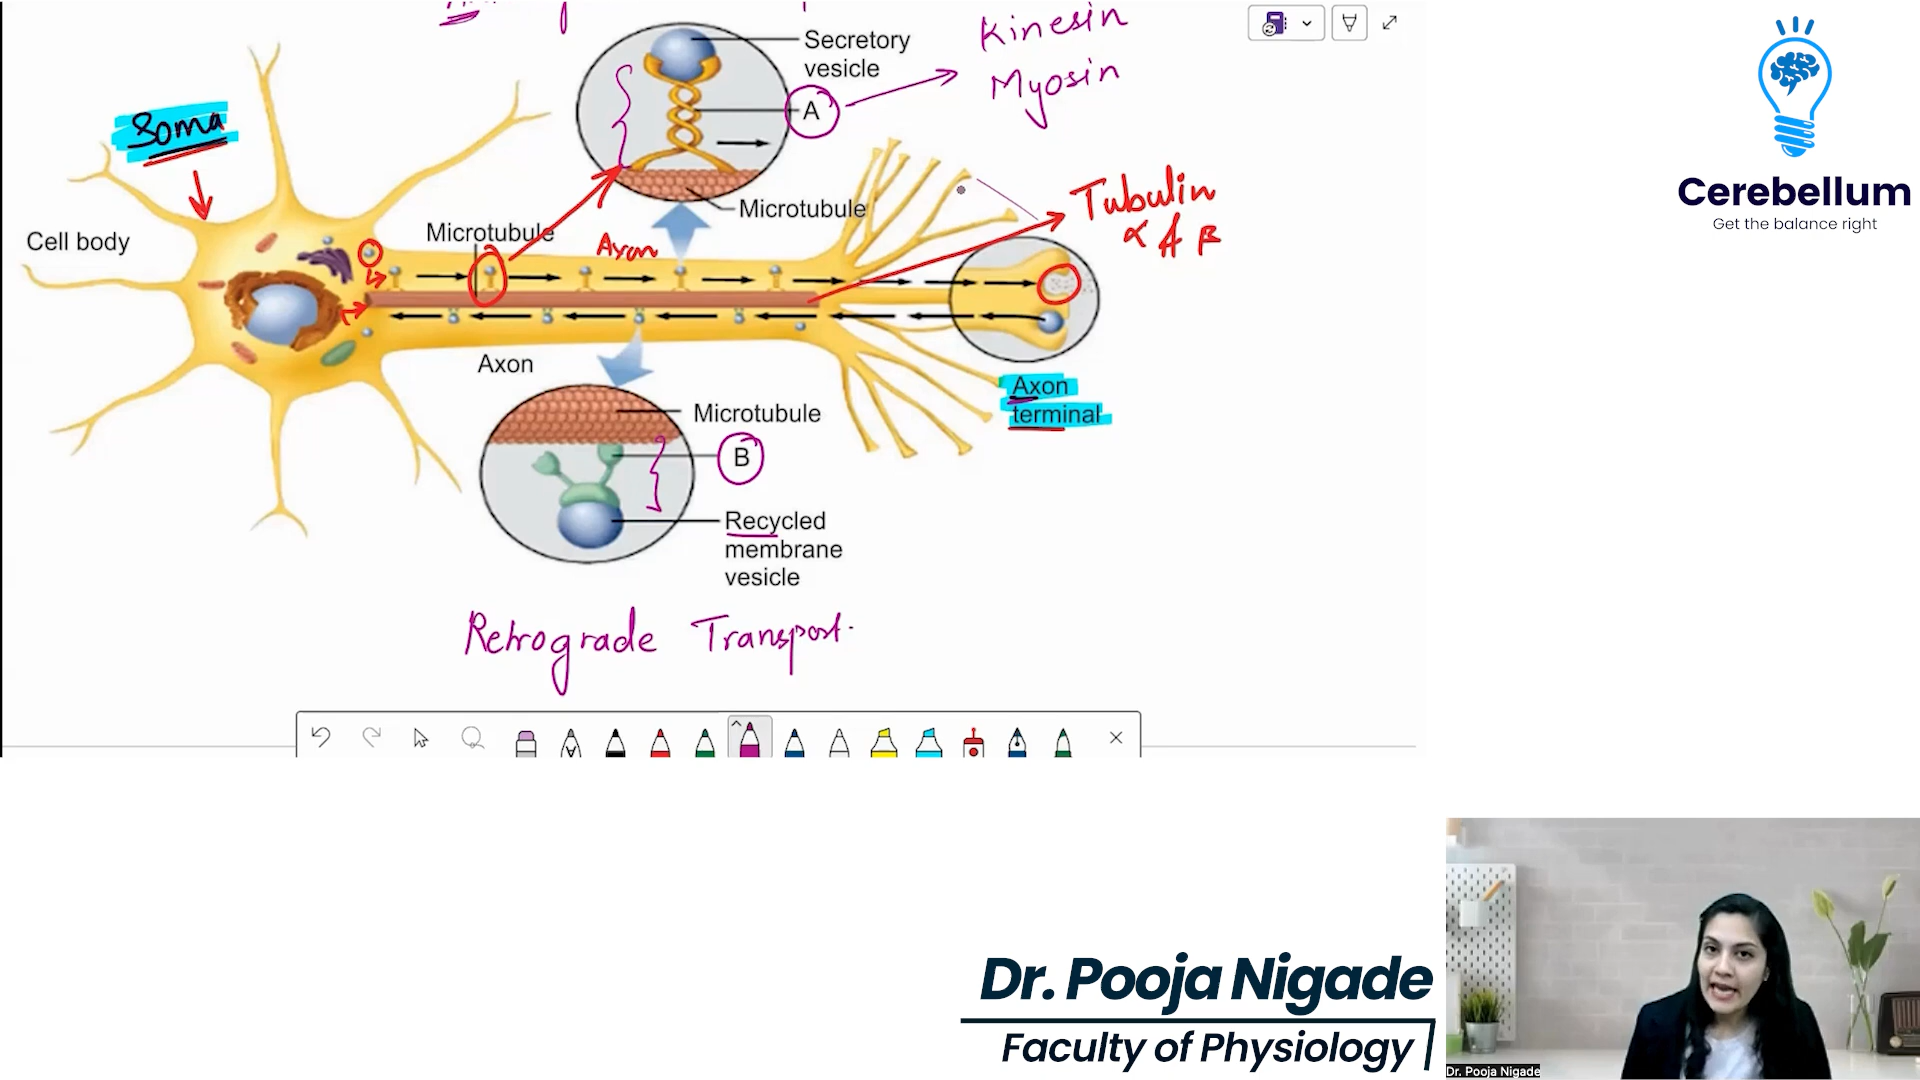 Kinesin
Myosin
Secretory
vesicle
A
Soma
Tubulin
α & β
Microtubule
Microtubule
Axon
Cell body
Axon
Axon
terminal
Microtubule
B
Recycled
membrane
vesicle
Retrograde Transport.
Cerebellum
Get the balance right
Dr. Pooja Nigade
Faculty of Physiology
Dr. Pooja Nigade